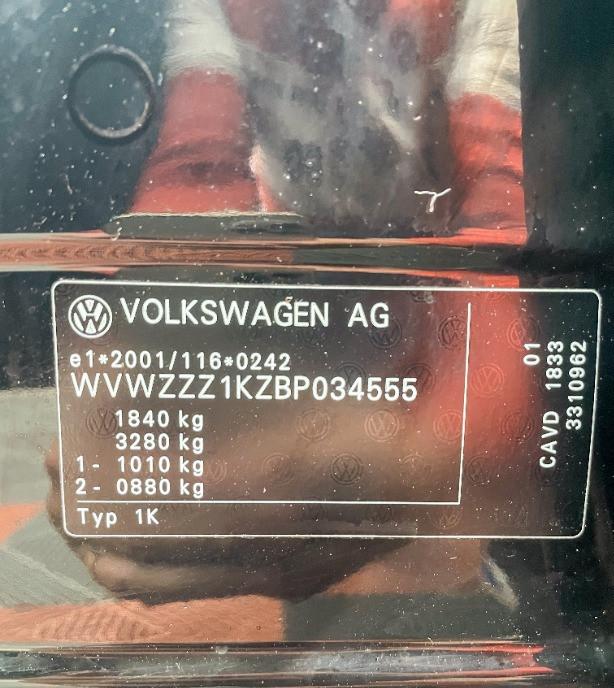 VOLKSWAGEN AG
e1*2001/116*0242
WVWZZZ1KZBP034555
1840 kg
3280 kg
1- 1010 kg
2- 0880 kg
Typ 1K
01
CAVD 1833
3310962